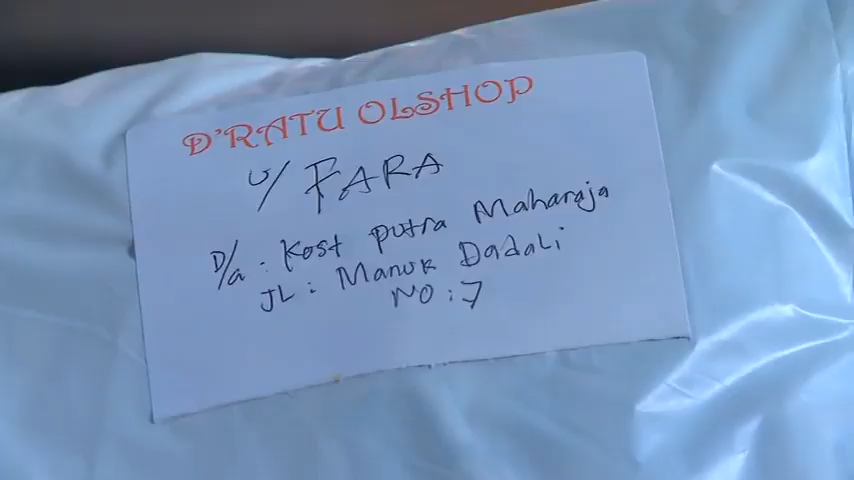 D'RATU OLSHOP
U/ FARA
D/a : Kost putra Maharaja
JL : Manuk Dadali
NO : 7